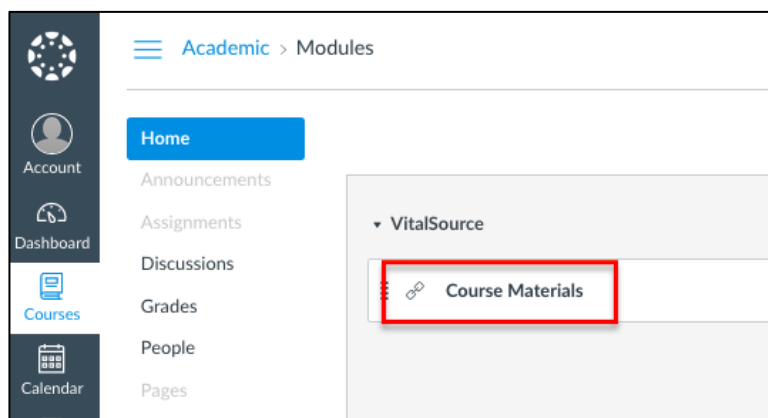 Academic > Modules
Account
Dashboard
Courses
Calendar
Home
Announcements
Assignments
Discussions
Grades
People
Pages
VitalSource
Course Materials